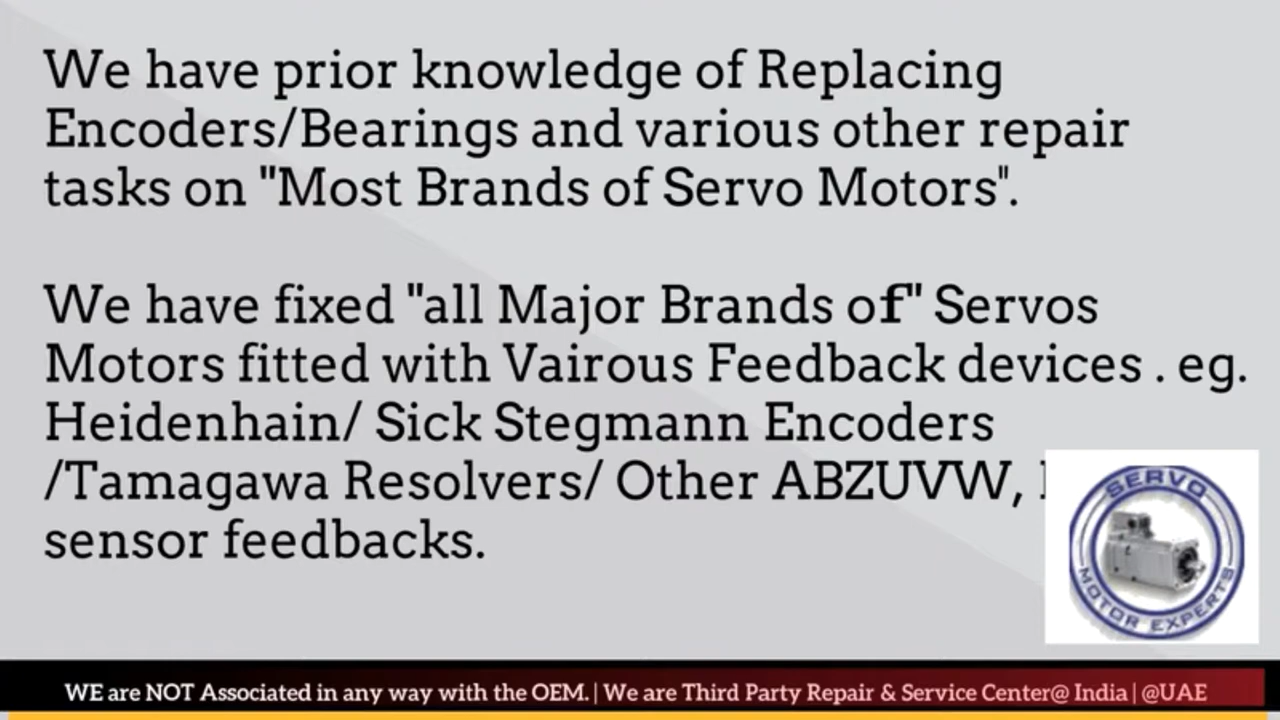 We have prior knowledge of Replacing
Encoders/Bearings and various other repair
tasks on "Most Brands of Servo Motors".
We have fixed "all Major Brands of" Servos
Motors fitted with Vairous Feedback devices . eg.
Heidenhain/ Sick Stegmann Encoders
/Tamagawa Resolvers/ Other ABZUVW,
sensor feedbacks.
SERVO
MOTOR EXPERTS
WE are NOT Associated in any way with the OEM. | We are Third Party Repair & Service Center@ India | @UAE